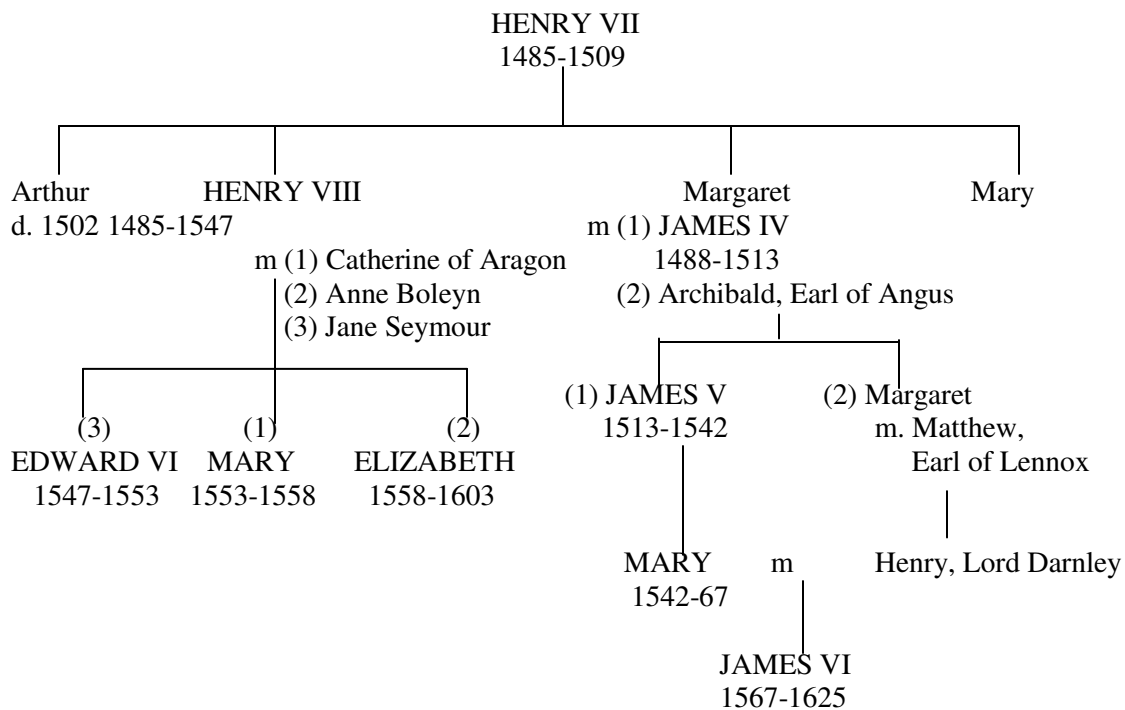 HENRY VII
1485-1509
Arthur HENRY VIII Margaret Mary
d. 1502 1485-1547 m (1) JAMES IV
m (1) Catherine of Aragon 1488-1513
(2) Anne Boleyn (2) Archibald, Earl of Angus
(3) Jane Seymour
(1) JAMES V (2) Margaret
(3) (1) (2) 1513-1542 m. Matthew,
EDWARD VI MARY ELIZABETH Earl of Lennox
1547-1553 1553-1558 1558-1603
MARY m Henry, Lord Darnley
1542-67
JAMES VI
1567-1625